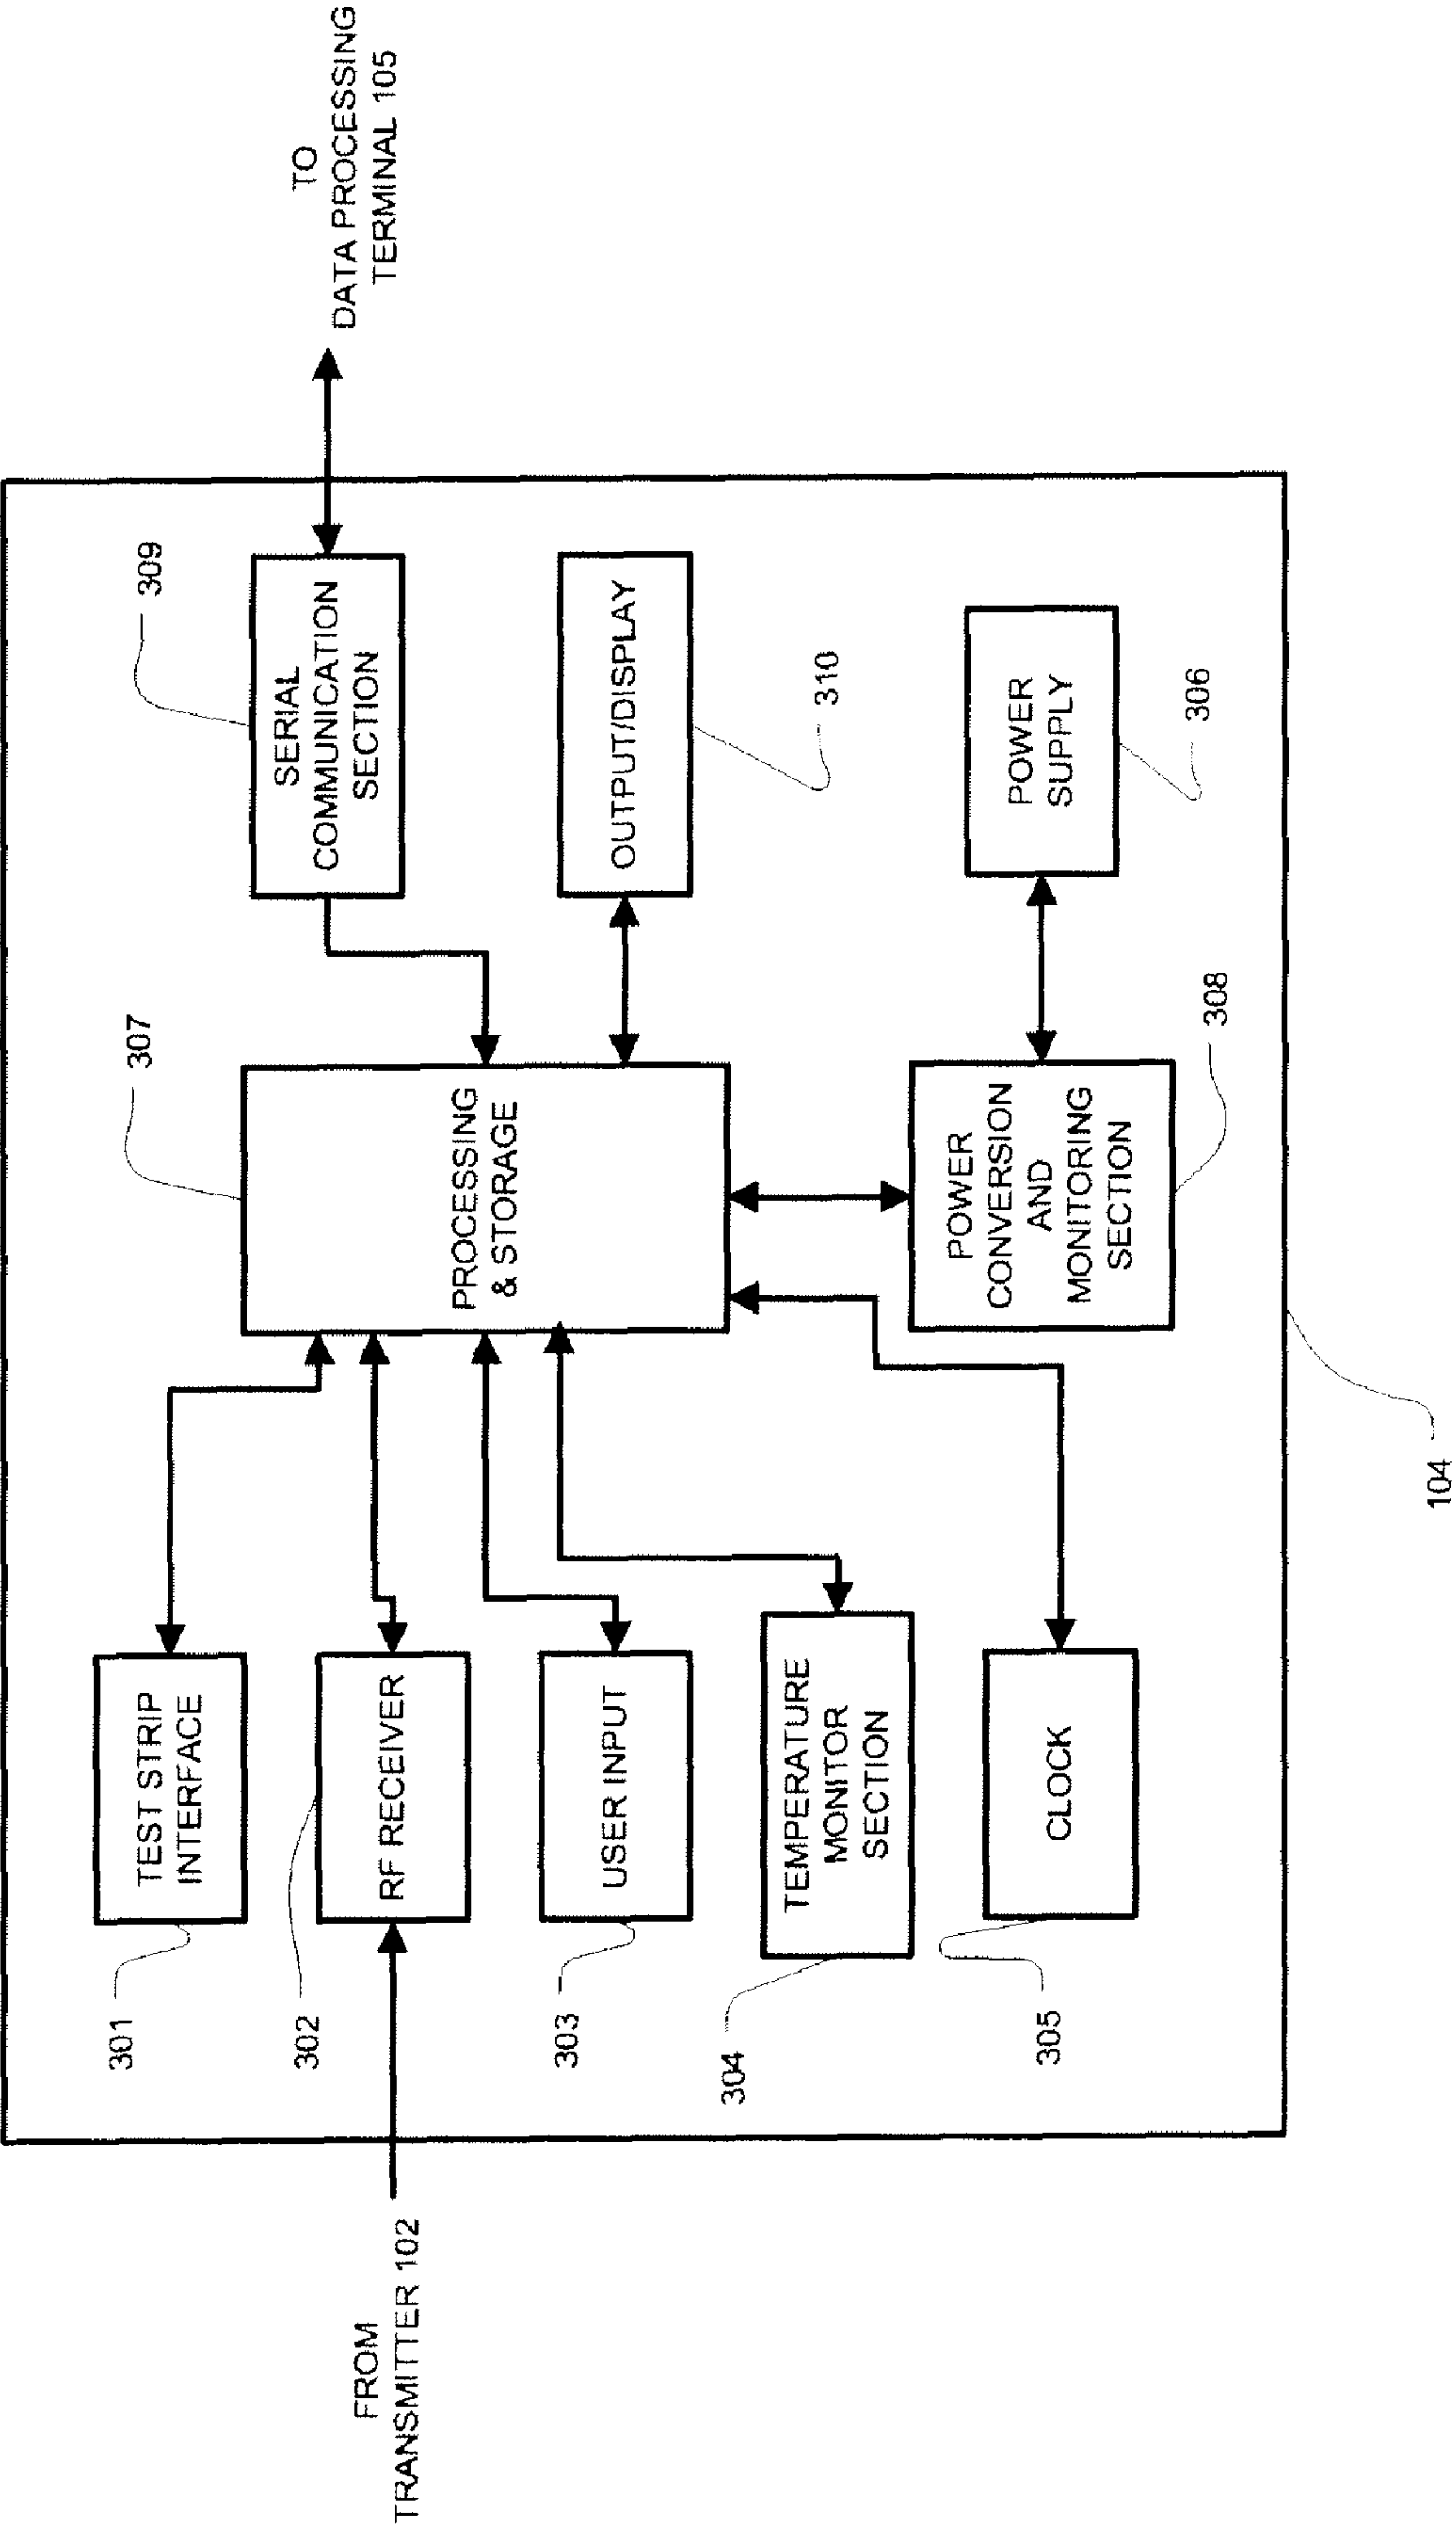 FROM
TRANSMITTER 102
301
302
303
304
305
TEST STRIP
INTERFACE
RF RECEIVER
USER INPUT
TEMPERATURE
MONITOR
SECTION
CLOCK
104
307
PROCESSING
& STORAGE
POWER
CONVERSION
AND
MONITORING
SECTION
308
309
SERIAL
COMMUNICATION
SECTION
OUTPUT/DISPLAY
310
POWER
SUPPLY
306
TO
DATA PROCESSING
TERMINAL 105